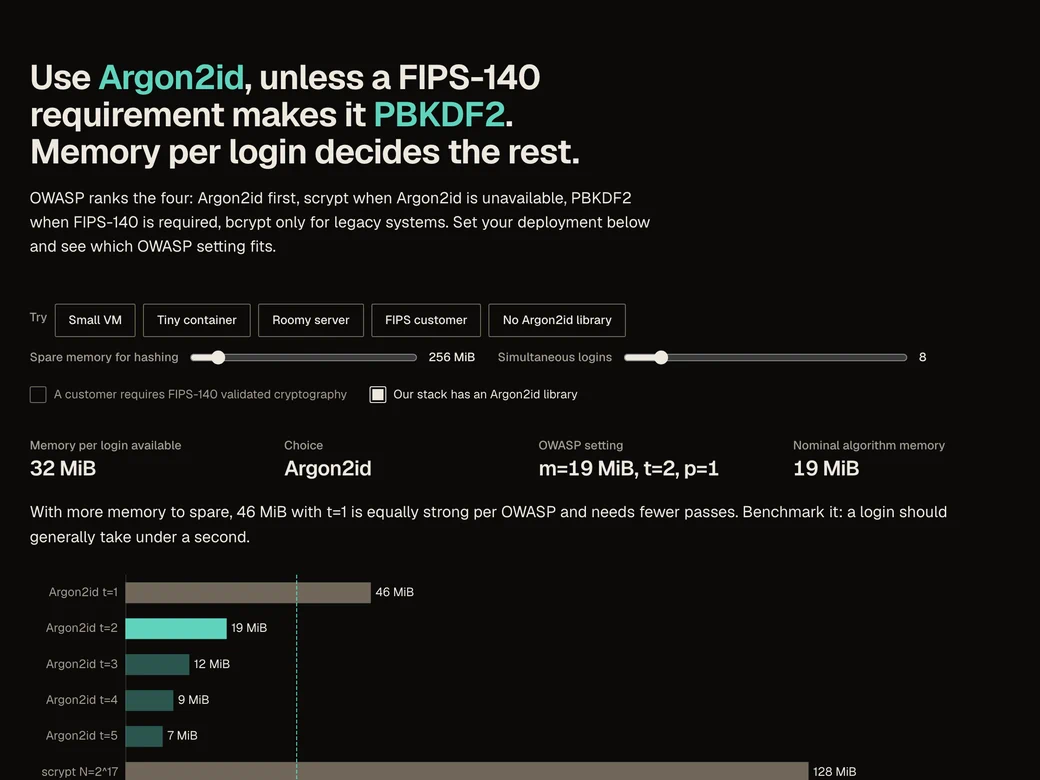 Use Argon2id, unless a FIPS-140
requirement makes it PBKDF2.
Memory per login decides the rest.
OWASP ranks the four: Argon2id first, scrypt when Argon2id is unavailable, PBKDF2
when FIPS-140 is required, bcrypt only for legacy systems. Set your deployment below
and see which OWASP setting fits.
Try Small VM Tiny container Roomy server FIPS customer No Argon2id library
Spare memory for hashing 256 MiB Simultaneous logins 8
A customer requires FIPS-140 validated cryptography Our stack has an Argon2id library
Memory per login available Choice OWASP setting Nominal algorithm memory
32 MiB Argon2id m=19 MiB, t=2, p=1 19 MiB
With more memory to spare, 46 MiB with t=1 is equally strong per OWASP and needs fewer passes. Benchmark it: a login should
generally take under a second.
Argon2id t=1 46 MiB
Argon2id t=2 19 MiB
Argon2id t=3 12 MiB
Argon2id t=4 9 MiB
Argon2id t=5 7 MiB
scrypt N=2^17 128 MiB